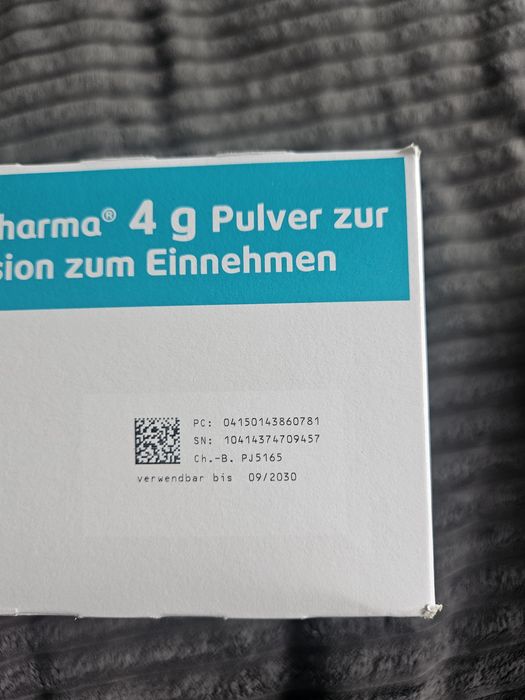 harma® 4 g Pulver zur
sion zum Einnehmen
PC: 04150143860781
SN: 10414374709457
Ch.-B. PJ5165
verwendbar bis 09/2030